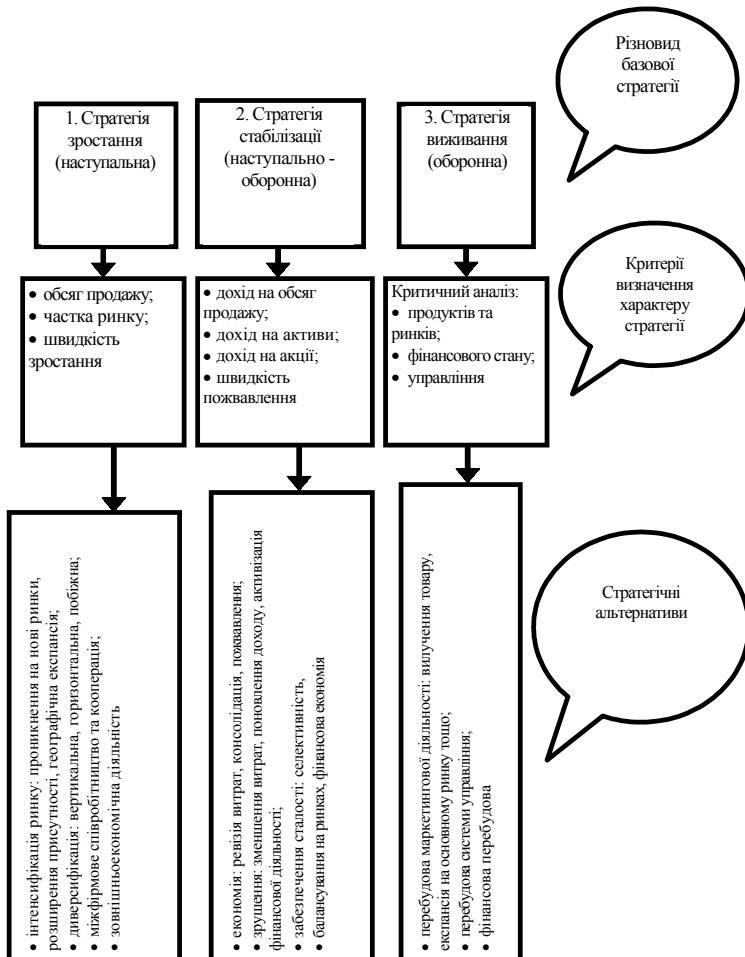 Різновид
базової
стратегії
1. Стратегія
зростання
(наступальна)
2. Стратегія
стабілізації
(наступально -
оборонна)
3. Стратегія
виживання
(оборонна)
• обсяг продажу;
• частка ринку;
• швидкість
зростання
• дохід на обсяг
продажу;
• дохід на активи;
• дохід на акції;
• швидкість
пожвавлення
Критичний аналіз:
• продуктів та
ринків;
• фінансового стану;
• управління
Критерії
визначення
характеру
стратегії
• інтенсифікація ринку: проникнення на нові ринки,
розширення присутності, географічна експансія;
• диверсифікація: вертикальна, горизонтальна, побіжна;
• міжфірмове співробітництво та кооперація;
• зовнішньоекономічна діяльність
• економія: ревізія витрат, консолідація, пожвавлення;
• зрушення: зменшення витрат, поновлення доходу, активізація
фінансової діяльності;
• забезпечення сталості: селективність,
• балансування на ринках, фінансова економія
• перебудова маркетингової діяльності: вилучення товару,
експансія на основному ринку тощо;
• перебудова системи управління;
• фінансова перебудова
Стратегічні
альтернативи